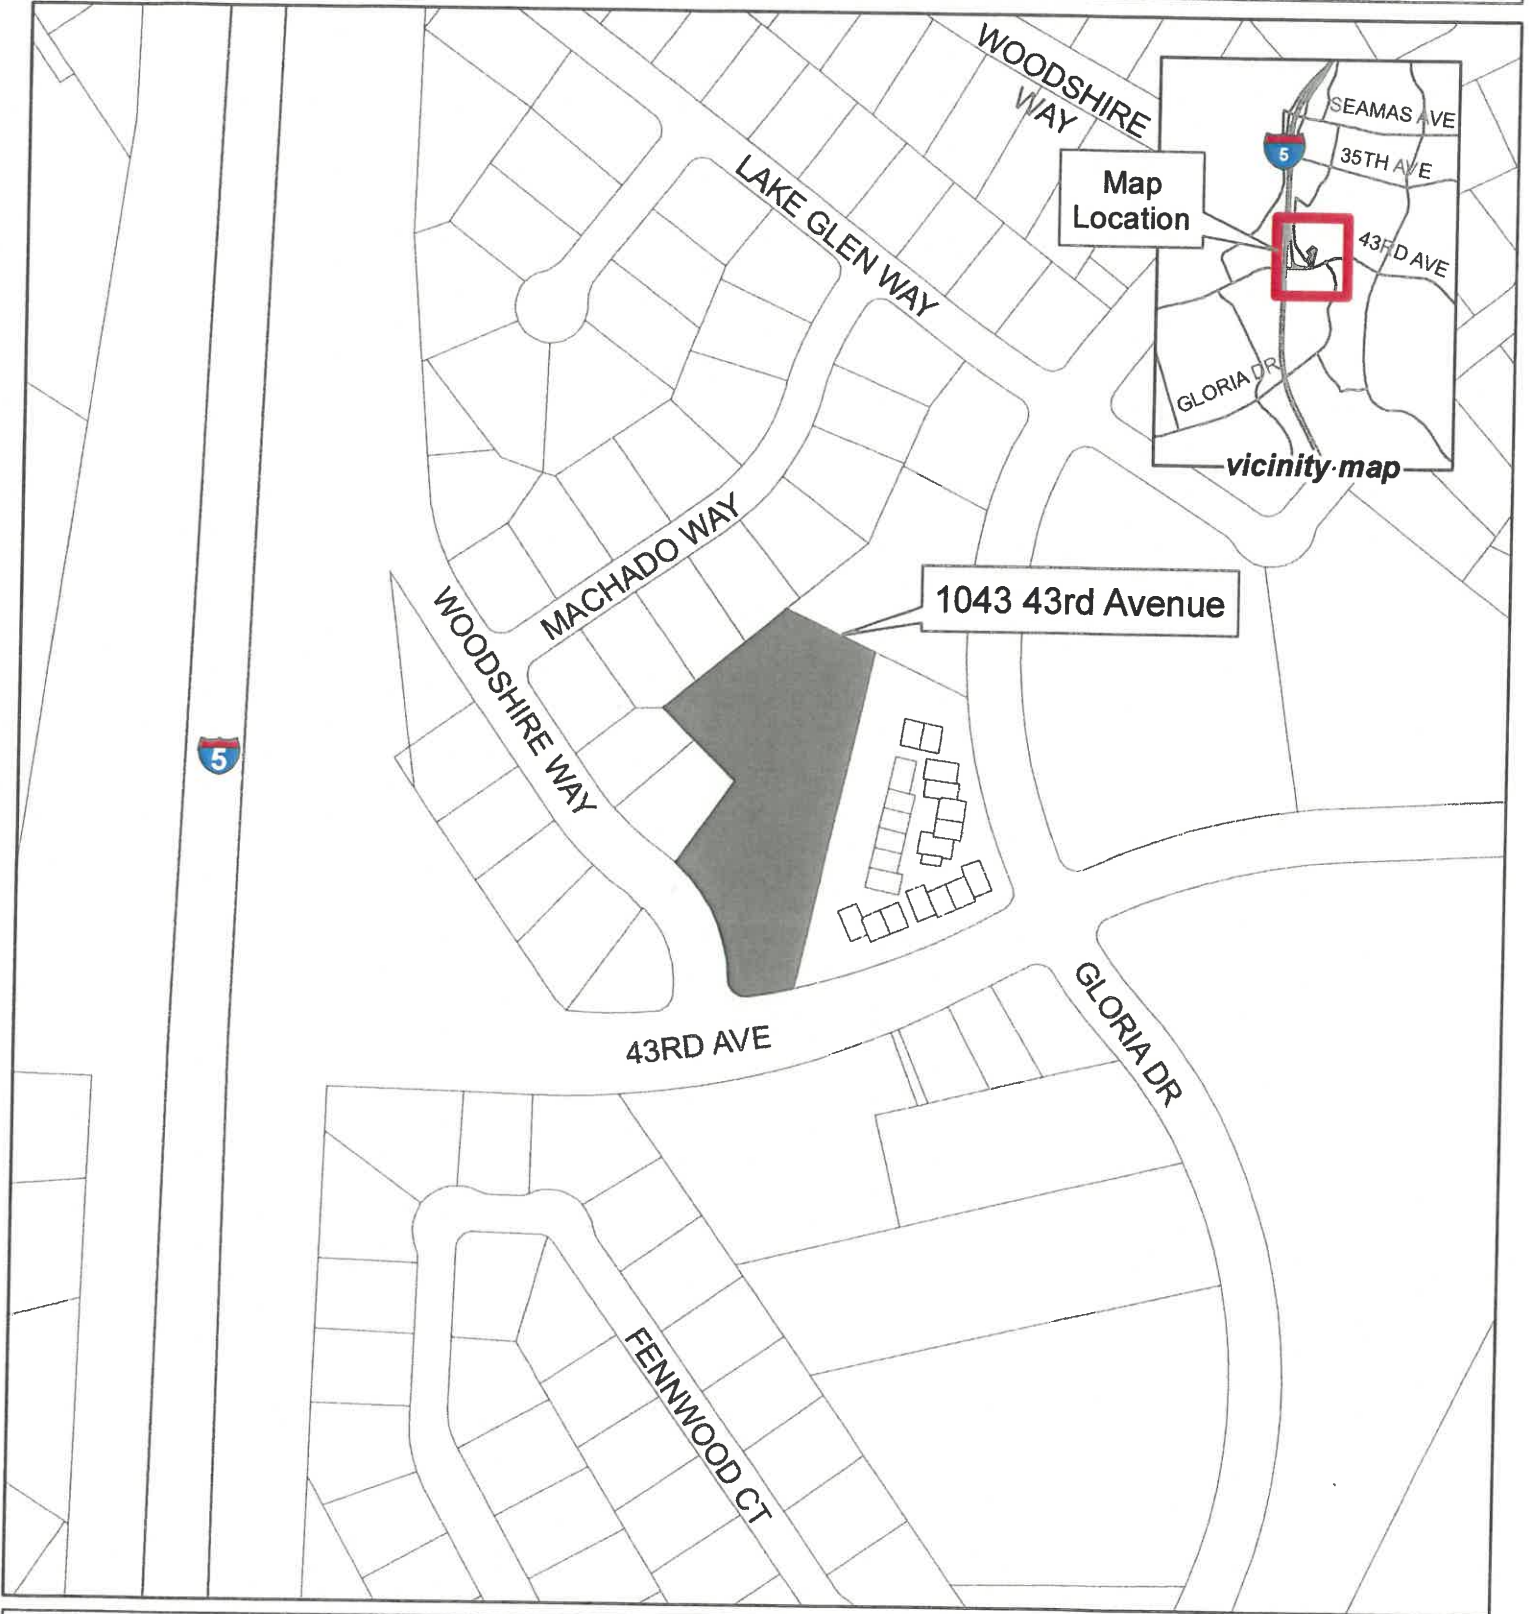 WOODSHIRE
WAY
SEAMAS AVE
5
35TH AVE
Map
Location
43RD AVE
LAKE GLEN WAY
GLORIA DR
vicinity map
MACHADO WAY
1043 43rd Avenue
WOODSHIRE WAY
5
43RD AVE
GLORIA DR
FENNWOOD CT